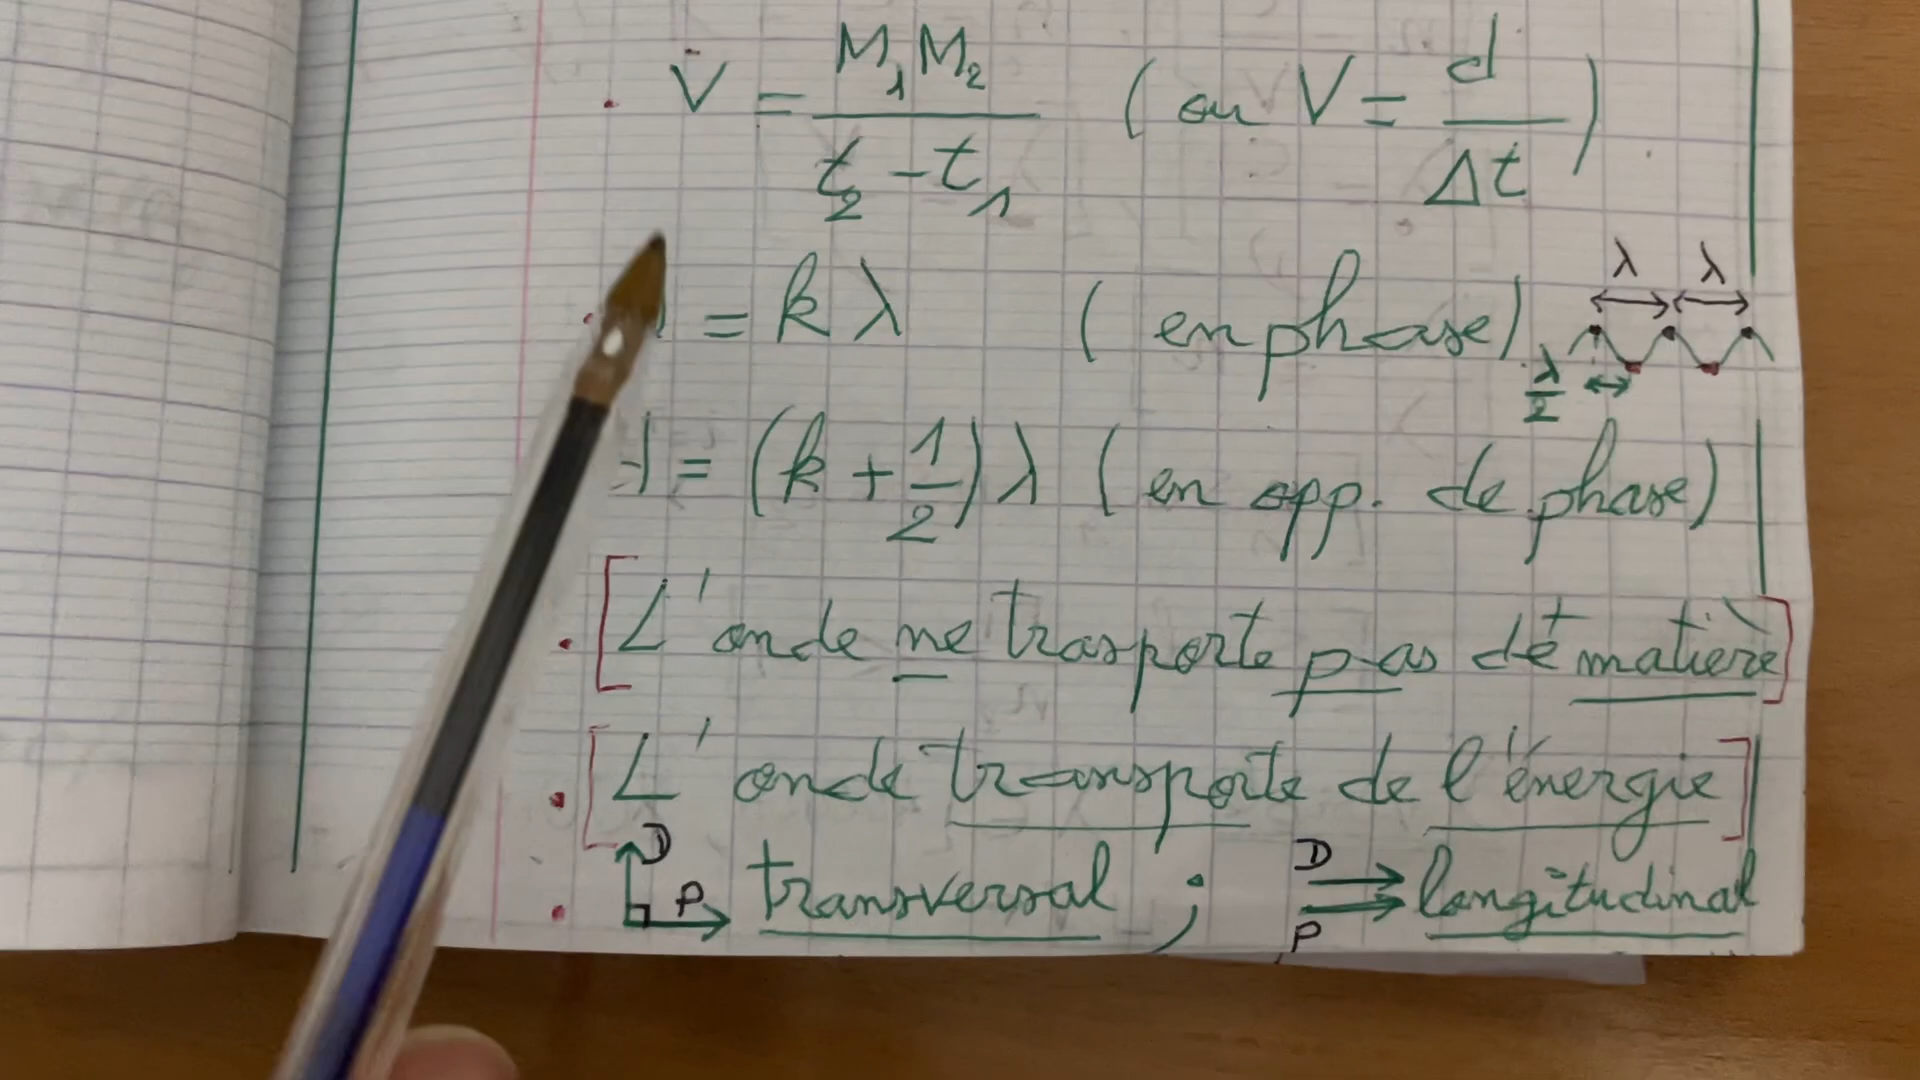 . V = M₁M₂ / t₂ - t₁ ( ou V = d / Δt )
λ λ
. = k λ ( en phase)
λ/2
= (k + 1/2) λ ( en opp. de phase)
. [ L' onde ne trasporte pas de matière ]
. [ L' onde transporte de l'énergie ]
. D P transversal ; D P longitudinal